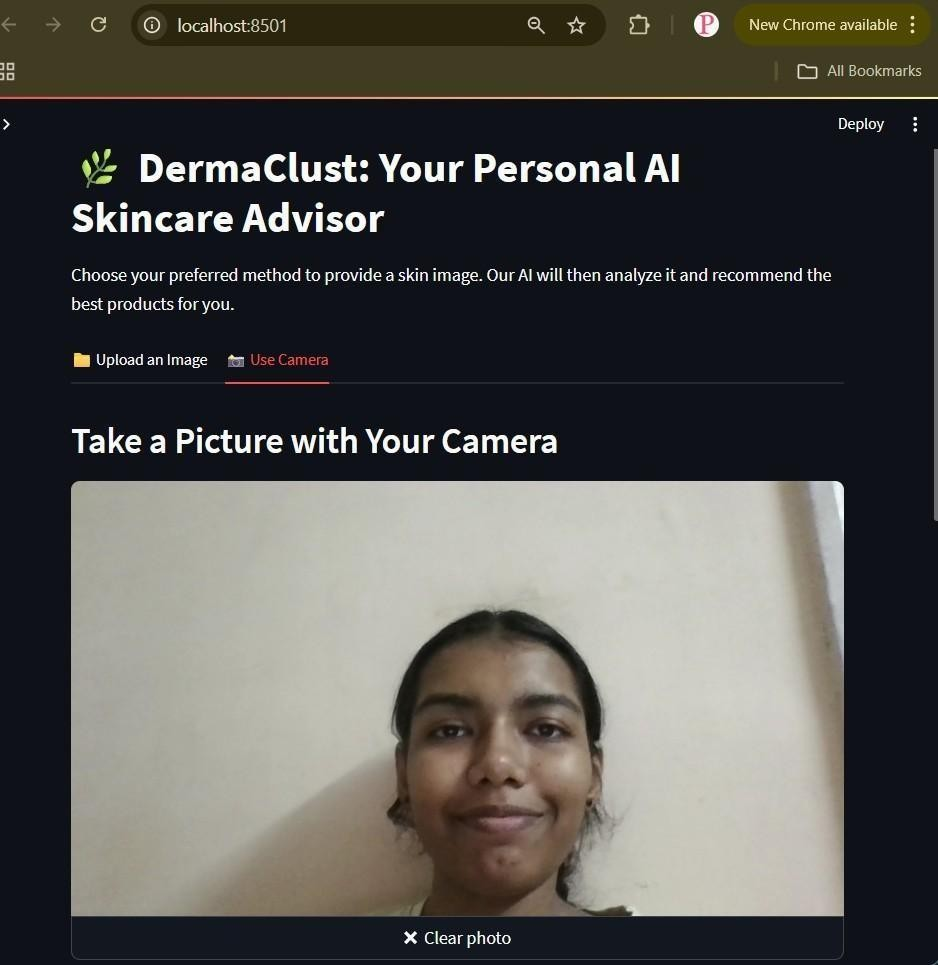 localhost:8501
P
New Chrome available
All Bookmarks
Deploy
DermaClust: Your Personal AI
Skincare Advisor
Choose your preferred method to provide a skin image. Our AI will then analyze it and recommend the
best products for you.
Upload an Image
Use Camera
Take a Picture with Your Camera
Clear photo